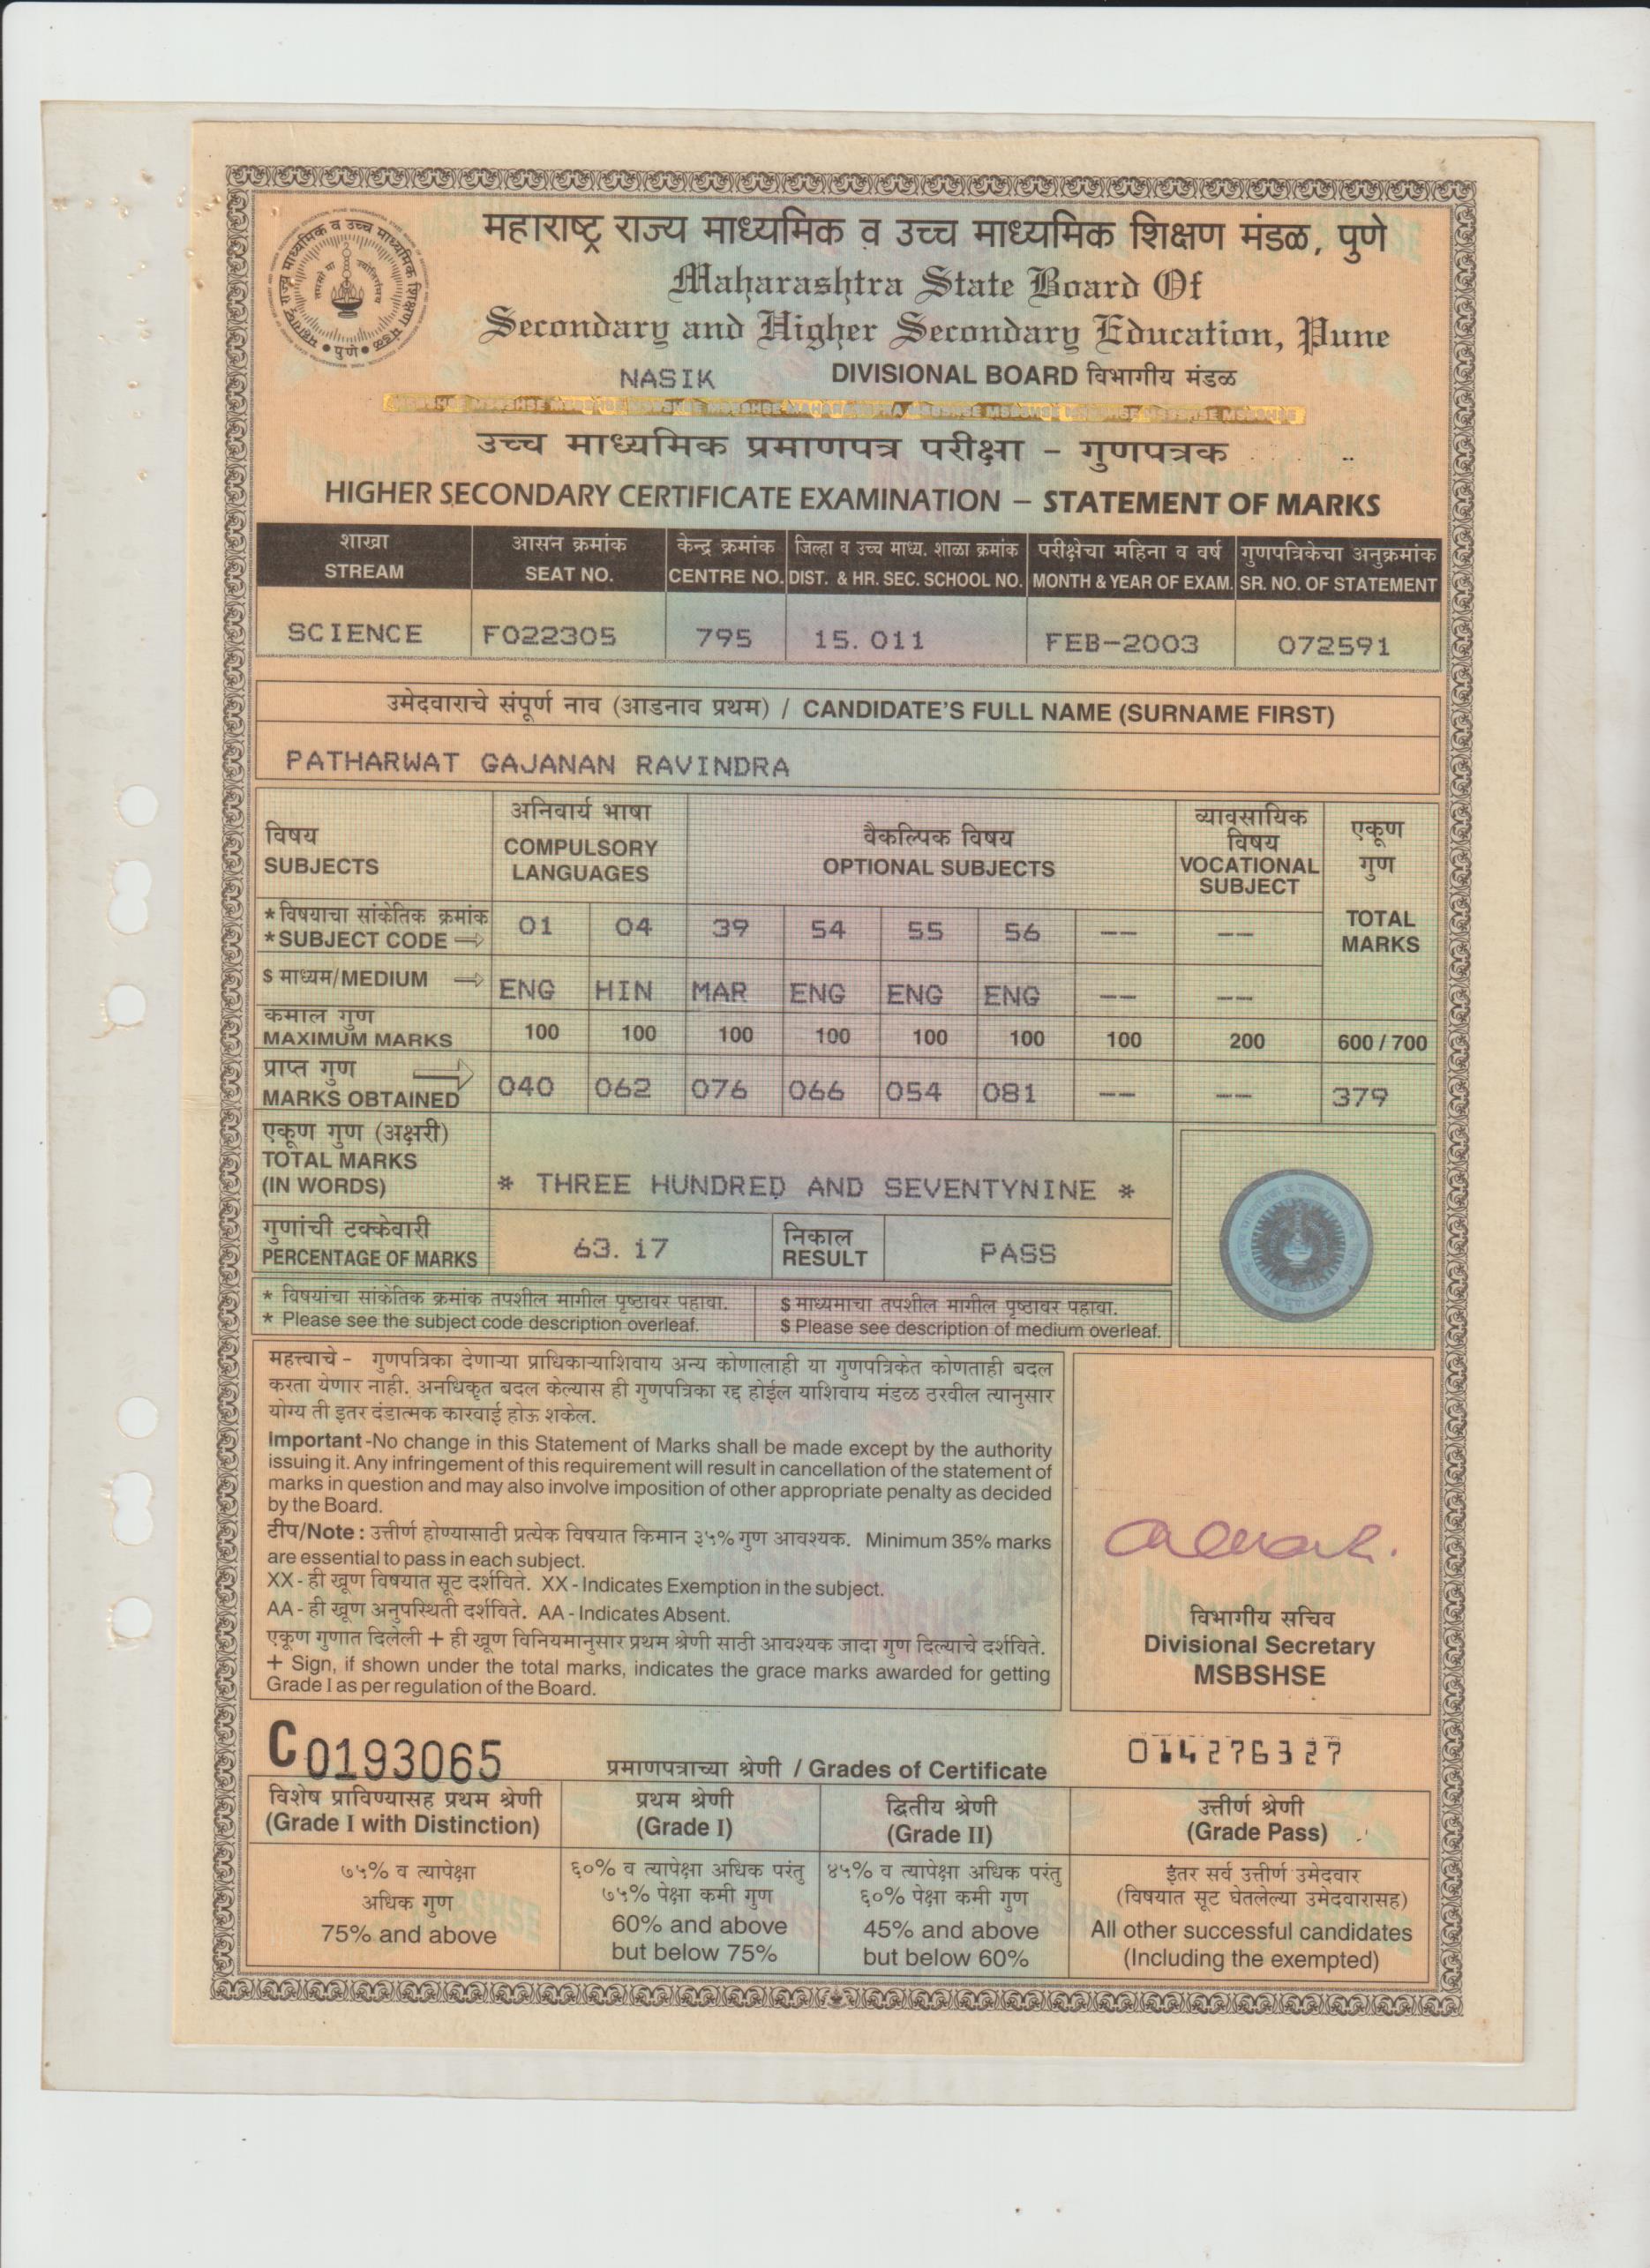 महाराष्ट्र राज्य माध्यमिक व उच्च माध्यमिक शिक्षण मंडळ, पुणे
Maharashtra State Board Of
Secondary and Higher Secondary Education, Pune
NASIK DIVISIONAL BOARD विभागीय मंडळ
उच्च माध्यमिक प्रमाणपत्र परीक्षा - गुणपत्रक
HIGHER SECONDARY CERTIFICATE EXAMINATION – STATEMENT OF MARKS
शाखा आसन क्रमांक केन्द्र क्रमांक जिल्हा व उच्च माध्य. शाळा क्रमांक परीक्षेचा महिना व वर्ष गुणपत्रिकेचा अनुक्रमांक
STREAM SEAT NO. CENTRE NO. DIST. & HR. SEC. SCHOOL NO. MONTH & YEAR OF EXAM. SR. NO. OF STATEMENT
SCIENCE F022305 795 15.011 FEB-2003 072591
उमेदवाराचे संपूर्ण नाव (आडनाव प्रथम) / CANDIDATE'S FULL NAME (SURNAME FIRST)
PATHARWAT GAJANAN RAVINDRA
विषय
SUBJECTS
अनिवार्य भाषा
COMPULSORY
LANGUAGES
वैकल्पिक विषय
OPTIONAL SUBJECTS
व्यावसायिक
विषय
VOCATIONAL
SUBJECT
एकूण
गुण
TOTAL
MARKS
* विषयाचा सांकेतिक क्रमांक
* SUBJECT CODE ⇒ 01 04 39 54 55 56 -- --
$ माध्यम/MEDIUM ⇒ ENG HIN MAR ENG ENG ENG -- --
कमाल गुण
MAXIMUM MARKS 100 100 100 100 100 100 100 200 600 / 700
प्राप्त गुण
MARKS OBTAINED 040 062 076 066 054 081 -- -- 379
एकूण गुण (अक्षरी)
TOTAL MARKS
(IN WORDS) * THREE HUNDRED AND SEVENTYNINE *
गुणांची टक्केवारी
PERCENTAGE OF MARKS 63.17
निकाल
RESULT PASS
* विषयांचा सांकेतिक क्रमांक तपशील मागील पृष्ठावर पहावा.
* Please see the subject code description overleaf.
$ माध्यमाचा तपशील मागील पृष्ठावर पहावा.
$ Please see description of medium overleaf.
महत्त्वाचे - गुणपत्रिका देणाऱ्या प्राधिकाऱ्याशिवाय अन्य कोणालाही या गुणपत्रिकेत कोणताही बदल
करता येणार नाही. अनधिकृत बदल केल्यास ही गुणपत्रिका रद्द होईल याशिवाय मंडळ ठरवील त्यानुसार
योग्य ती इतर दंडात्मक कारवाई होऊ शकेल.
Important -No change in this Statement of Marks shall be made except by the authority
issuing it. Any infringement of this requirement will result in cancellation of the statement of
marks in question and may also involve imposition of other appropriate penalty as decided
by the Board.
टीप/Note : उत्तीर्ण होण्यासाठी प्रत्येक विषयात किमान ३५% गुण आवश्यक. Minimum 35% marks
are essential to pass in each subject.
XX - ही खूण विषयात सूट दर्शविते. XX - Indicates Exemption in the subject.
AA - ही खूण अनुपस्थिती दर्शविते. AA - Indicates Absent.
एकूण गुणात दिलेली + ही खूण विनियमानुसार प्रथम श्रेणी साठी आवश्यक जादा गुण दिल्याचे दर्शविते.
+ Sign, if shown under the total marks, indicates the grace marks awarded for getting
Grade I as per regulation of the Board.
विभागीय सचिव
Divisional Secretary
MSBSHSE
C0193065 प्रमाणपत्राच्या श्रेणी / Grades of Certificate 014276327
विशेष प्राविण्यासह प्रथम श्रेणी
(Grade I with Distinction)
प्रथम श्रेणी
(Grade I)
द्वितीय श्रेणी
(Grade II)
उत्तीर्ण श्रेणी
(Grade Pass)
७५% व त्यापेक्षा
अधिक गुण
75% and above
६०% व त्यापेक्षा अधिक परंतु
७५% पेक्षा कमी गुण
60% and above
but below 75%
४५% व त्यापेक्षा अधिक परंतु
६०% पेक्षा कमी गुण
45% and above
but below 60%
इतर सर्व उत्तीर्ण उमेदवार
(विषयात सूट घेतलेल्या उमेदवारासह)
All other successful candidates
(Including the exempted)